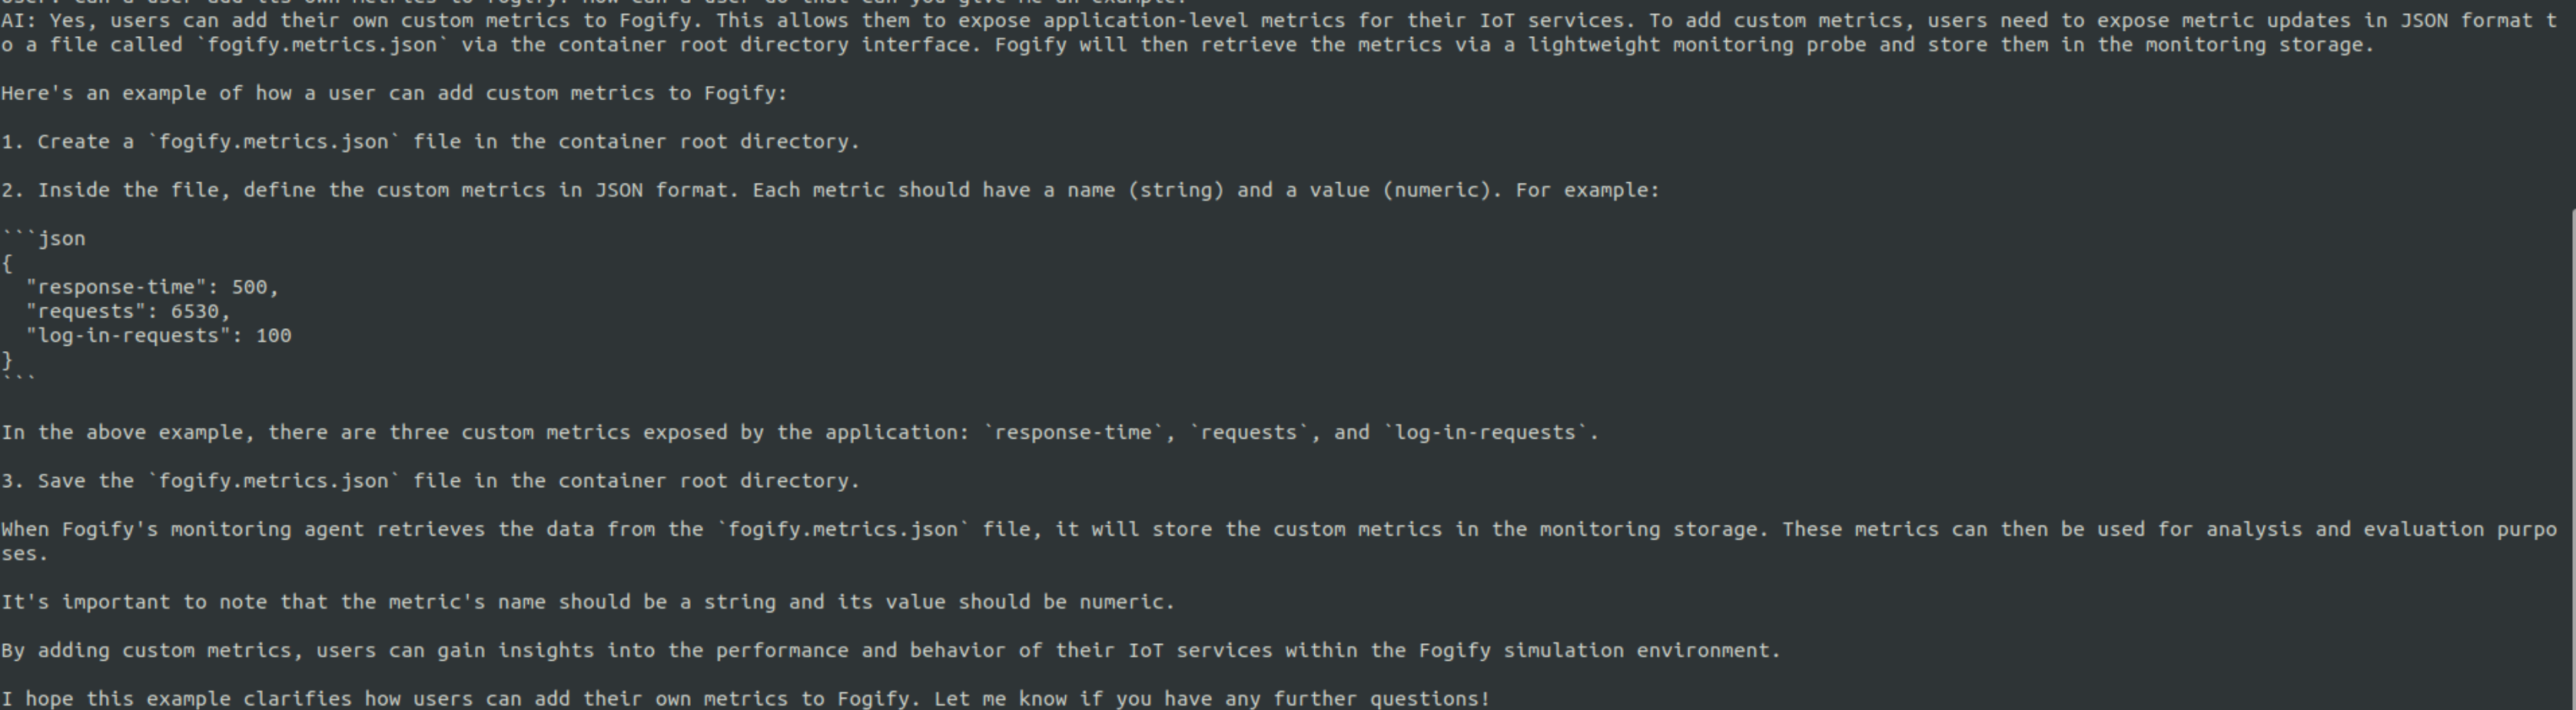 AI: Yes, users can add their own custom metrics to Fogify. This allows them to expose application-level metrics for their IoT services. To add custom metrics, users need to expose metric updates in JSON format t
o a file called `fogify.metrics.json` via the container root directory interface. Fogify will then retrieve the metrics via a lightweight monitoring probe and store them in the monitoring storage.
Here's an example of how a user can add custom metrics to Fogify:
1. Create a `fogify.metrics.json` file in the container root directory.
2. Inside the file, define the custom metrics in JSON format. Each metric should have a name (string) and a value (numeric). For example:
```json
{
  "response-time": 500,
  "requests": 6530,
  "log-in-requests": 100
}
```
In the above example, there are three custom metrics exposed by the application: `response-time`, `requests`, and `log-in-requests`.
3. Save the `fogify.metrics.json` file in the container root directory.
When Fogify's monitoring agent retrieves the data from the `fogify.metrics.json` file, it will store the custom metrics in the monitoring storage. These metrics can then be used for analysis and evaluation purpo
ses.
It's important to note that the metric's name should be a string and its value should be numeric.
By adding custom metrics, users can gain insights into the performance and behavior of their IoT services within the Fogify simulation environment.
I hope this example clarifies how users can add their own metrics to Fogify. Let me know if you have any further questions!